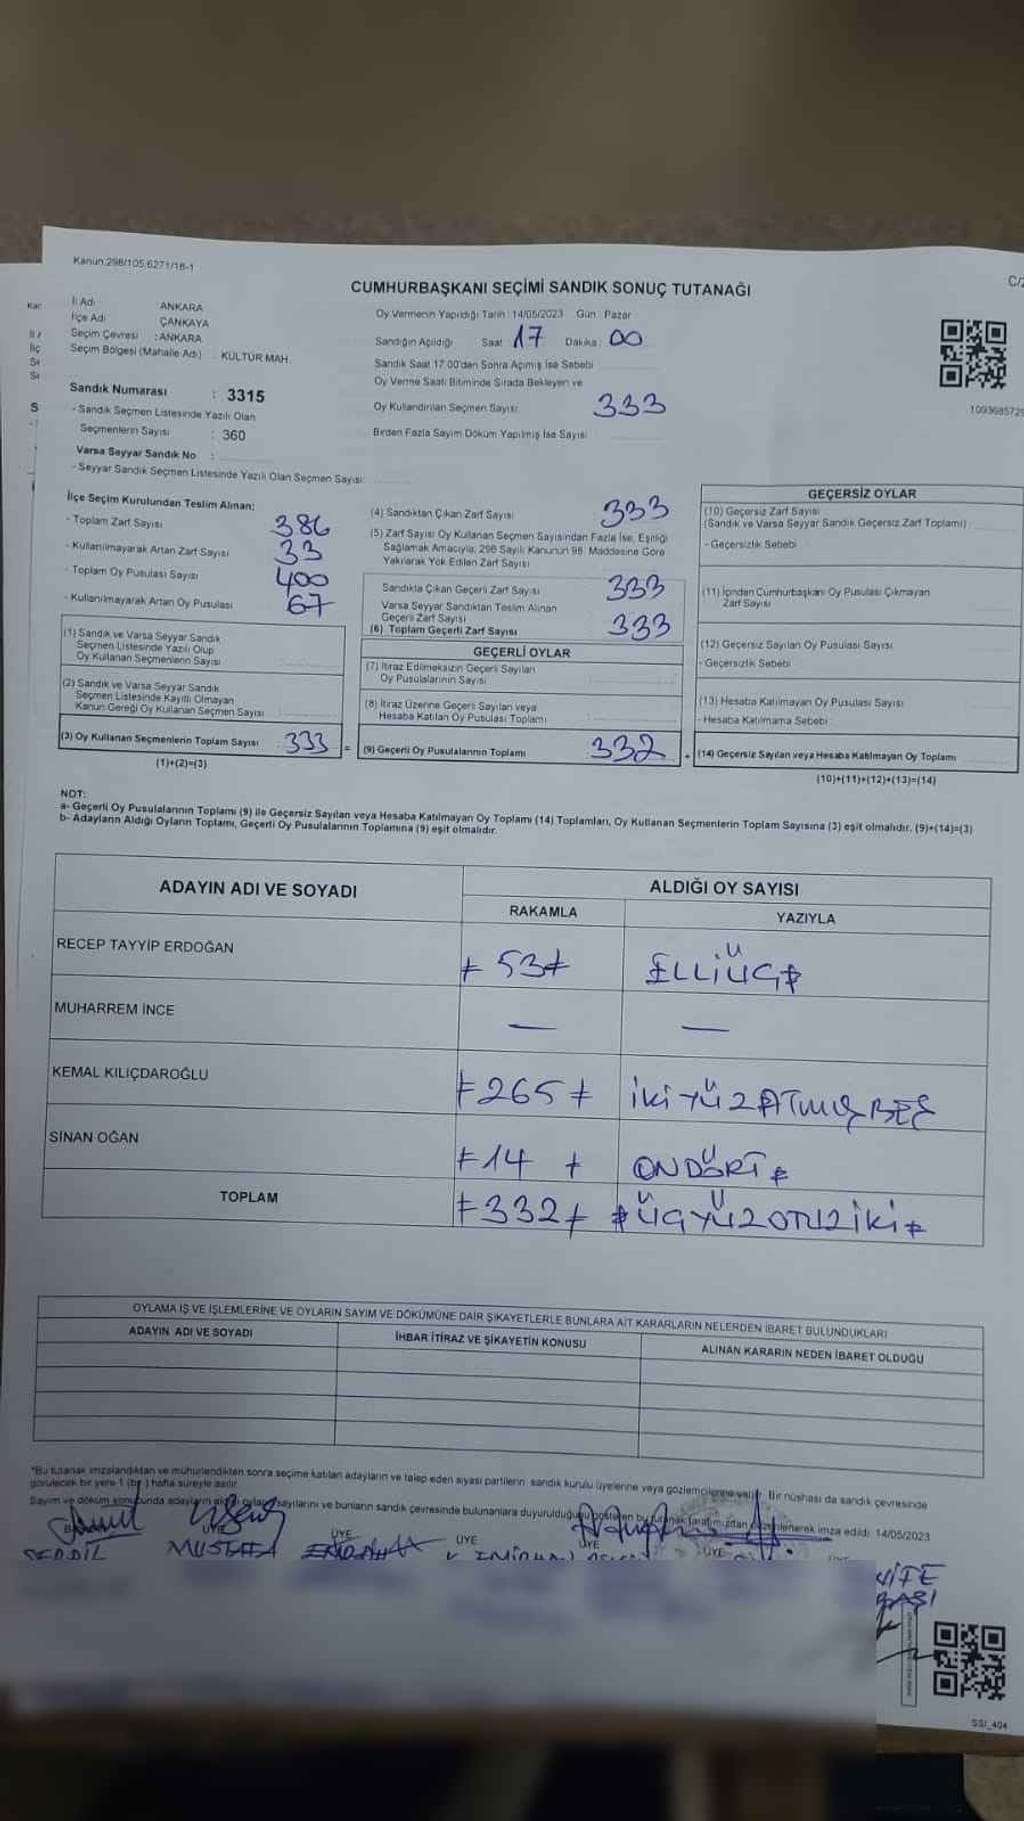 Kanun:298/105,6271/16-1
C/2
CUMHURBAŞKANI SEÇİMİ SANDIK SONUÇ TUTANAĞI
İl Adı : ANKARA
İlçe Adı : ÇANKAYA
Seçim Çevresi : ANKARA
Seçim Bölgesi (Mahalle Adı) : KÜLTÜR MAH.
Sandık Numarası : 3315
- Sandık Seçmen Listesinde Yazılı Olan
Seçmenlerin Sayısı : 360
Varsa Seyyar Sandık No :
- Seyyar Sandık Seçmen Listesinde Yazılı Olan Seçmen Sayısı:
Oy Vermenin Yapıldığı Tarih : 14/05/2023 Gün : Pazar
Sandığın Açıldığı Saat : 17 Dakika : 00
Sandık Saat 17:00'den Sonra Açılmış İse Sebebi
Oy Verme Saati Bitiminde Sırada Bekleyen ve
Oy Kullandırılan Seçmen Sayısı: 333
Birden Fazla Sayım Döküm Yapılmış İse Sayısı
İlçe Seçim Kurulundan Teslim Alınan:
- Toplam Zarf Sayısı 386
- Kullanılmayarak Artan Zarf Sayısı 33
- Toplam Oy Pusulası Sayısı 400
- Kullanılmayarak Artan Oy Pusulası 67
(1) Sandık ve Varsa Seyyar Sandık
Seçmen Listesinde Yazılı Olup
Oy Kullanan Seçmenlerin Sayısı
(2) Sandık ve Varsa Seyyar Sandık
Seçmen Listesinde Kayıtlı Olmayan
Kanun Gereği Oy Kullanan Seçmen Sayısı
(3) Oy Kullanan Seçmenlerin Toplam Sayısı 333 =
(1)+(2)=(3)
(4) Sandıktan Çıkan Zarf Sayısı 333
(5) Zarf Sayısı Oy Kullanan Seçmen Sayısından Fazla İse, Eşitliği
Sağlamak Amacıyla, 298 Sayılı Kanunun 98. Maddesine Göre
Yakılarak Yok Edilen Zarf Sayısı
Sandıkta Çıkan Geçerli Zarf Sayısı 333
Varsa Seyyar Sandıktan Teslim Alınan
Geçerli Zarf Sayısı
(6) Toplam Geçerli Zarf Sayısı 333
GEÇERLİ OYLAR
(7) İtiraz Edilmeksizin Geçerli Sayılan
Oy Pusulalarının Sayısı
(8) İtiraz Üzerine Geçerli Sayılan veya
Hesaba Katılan Oy Pusulası Toplamı
(9) Geçerli Oy Pusulalarının Toplamı 332 +
GEÇERSİZ OYLAR
(10) Geçersiz Zarf Sayısı
(Sandık ve Varsa Seyyar Sandık Geçersiz Zarf Toplamı)
- Geçersizlik Sebebi
(11) İçinden Cumhurbaşkanı Oy Pusulası Çıkmayan
Zarf Sayısı
(12) Geçersiz Sayılan Oy Pusulası Sayısı
- Geçersizlik Sebebi
(13) Hesaba Katılmayan Oy Pusulası Sayısı
- Hesaba Katılmama Sebebi
(14) Geçersiz Sayılan veya Hesaba Katılmayan Oy Toplamı
(10)+(11)+(12)+(13)=(14)
NOT:
a- Geçerli Oy Pusulalarının Toplamı (9) ile Geçersiz Sayılan veya Hesaba Katılmayan Oy Toplamı (14) Toplamları, Oy Kullanan Seçmenlerin Toplam Sayısına (3) eşit olmalıdır. (9)+(14)=(3)
b- Adayların Aldığı Oyların Toplamı, Geçerli Oy Pusulalarının Toplamına (9) eşit olmalıdır.
ADAYIN ADI VE SOYADI ALDIĞI OY SAYISI
RAKAMLA YAZIYLA
RECEP TAYYİP ERDOĞAN 53 ELLİÜÇ
MUHARREM İNCE — —
KEMAL KILIÇDAROĞLU 265 İKİYÜZATMIŞBEŞ
SİNAN OĞAN 14 ONDÖRT
TOPLAM 332 ÜÇYÜZOTUZİKİ
OYLAMA İŞ VE İŞLEMLERİNE VE OYLARIN SAYIM VE DÖKÜMÜNE DAİR ŞİKAYETLERLE BUNLARA AİT KARARLARIN NELERDEN İBARET BULUNDUKLARI
ADAYIN ADI VE SOYADI İHBAR İTİRAZ VE ŞİKAYETİN KONUSU ALINAN KARARIN NEDEN İBARET OLDUĞU
*Bu tutanak imzalandıktan ve mühürlendikten sonra seçime katılan adayların ve talep eden siyasi partilerin sandık kurulu üyelerine veya gözlemcilerine verilir. Bir nüshası da sandık çevresinde
görülecek bir yere 1 (bir) hafta süreyle asılır.
Sayım ve döküm sonucunda adayların aldığı oyların sayılarını ve bunların sandık çevresinde bulunanlara duyurulduğunu gösteren bu tutanak tarafımızdan düzenlenerek imza edildi. 14/05/2023
ÜYE ÜYE ÜYE ÜYE ÜYE
MUSTAFA
SSI_404